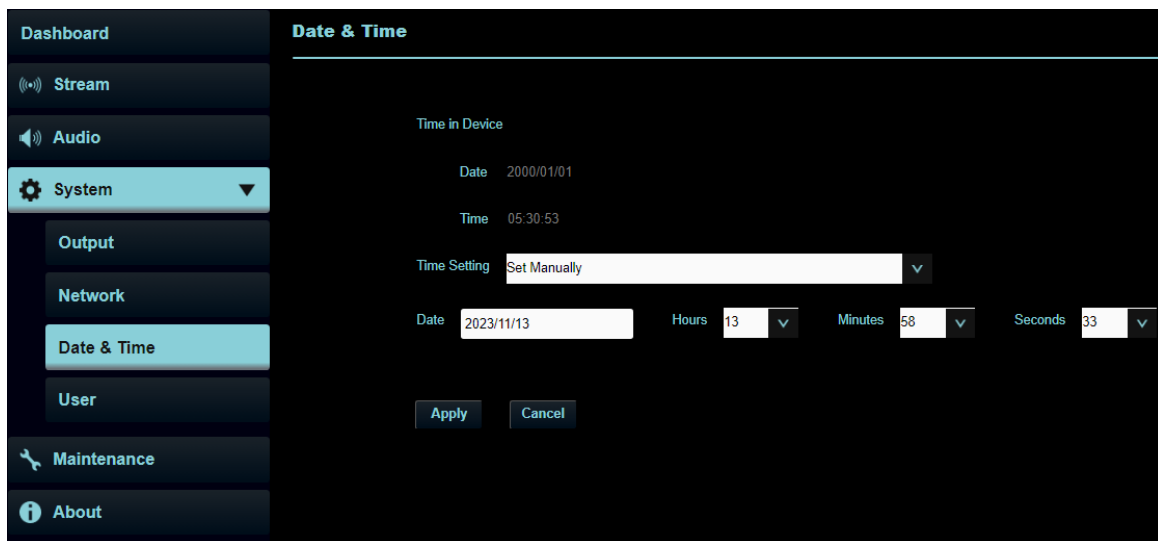 Dashboard
Stream
Audio
System
Output
Network
Date & Time
User
Maintenance
About
Date & Time
Time in Device
Date 2000/01/01
Time 05:30:53
Time Setting Set Manually
Date 2023/11/13 Hours 13 Minutes 58 Seconds 33
Apply Cancel